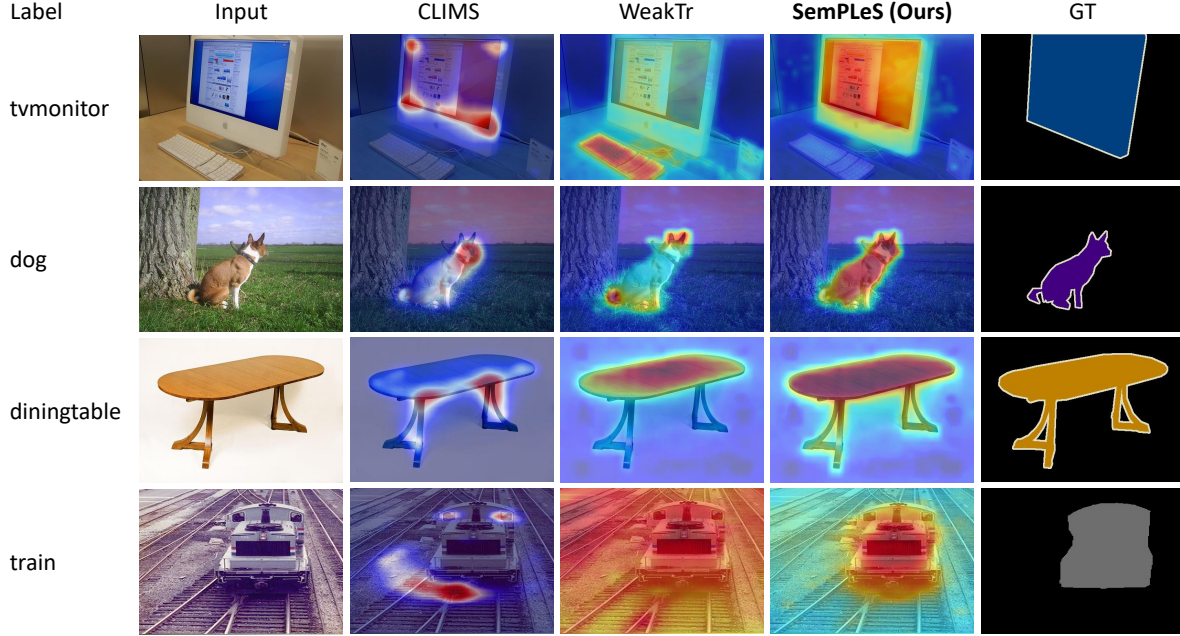 Label Input CLIMS WeakTr SemPLeS (Ours) GT
tvmonitor
dog
diningtable
train